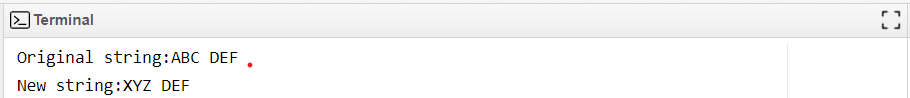 Terminal
Original string:ABC DEF
New string:XYZ DEF